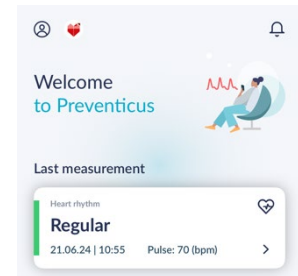 Welcome
to Preventicus
Last measurement
Heart rhythm
Regular
21.06.24 | 10:55 Pulse: 70 (bpm)